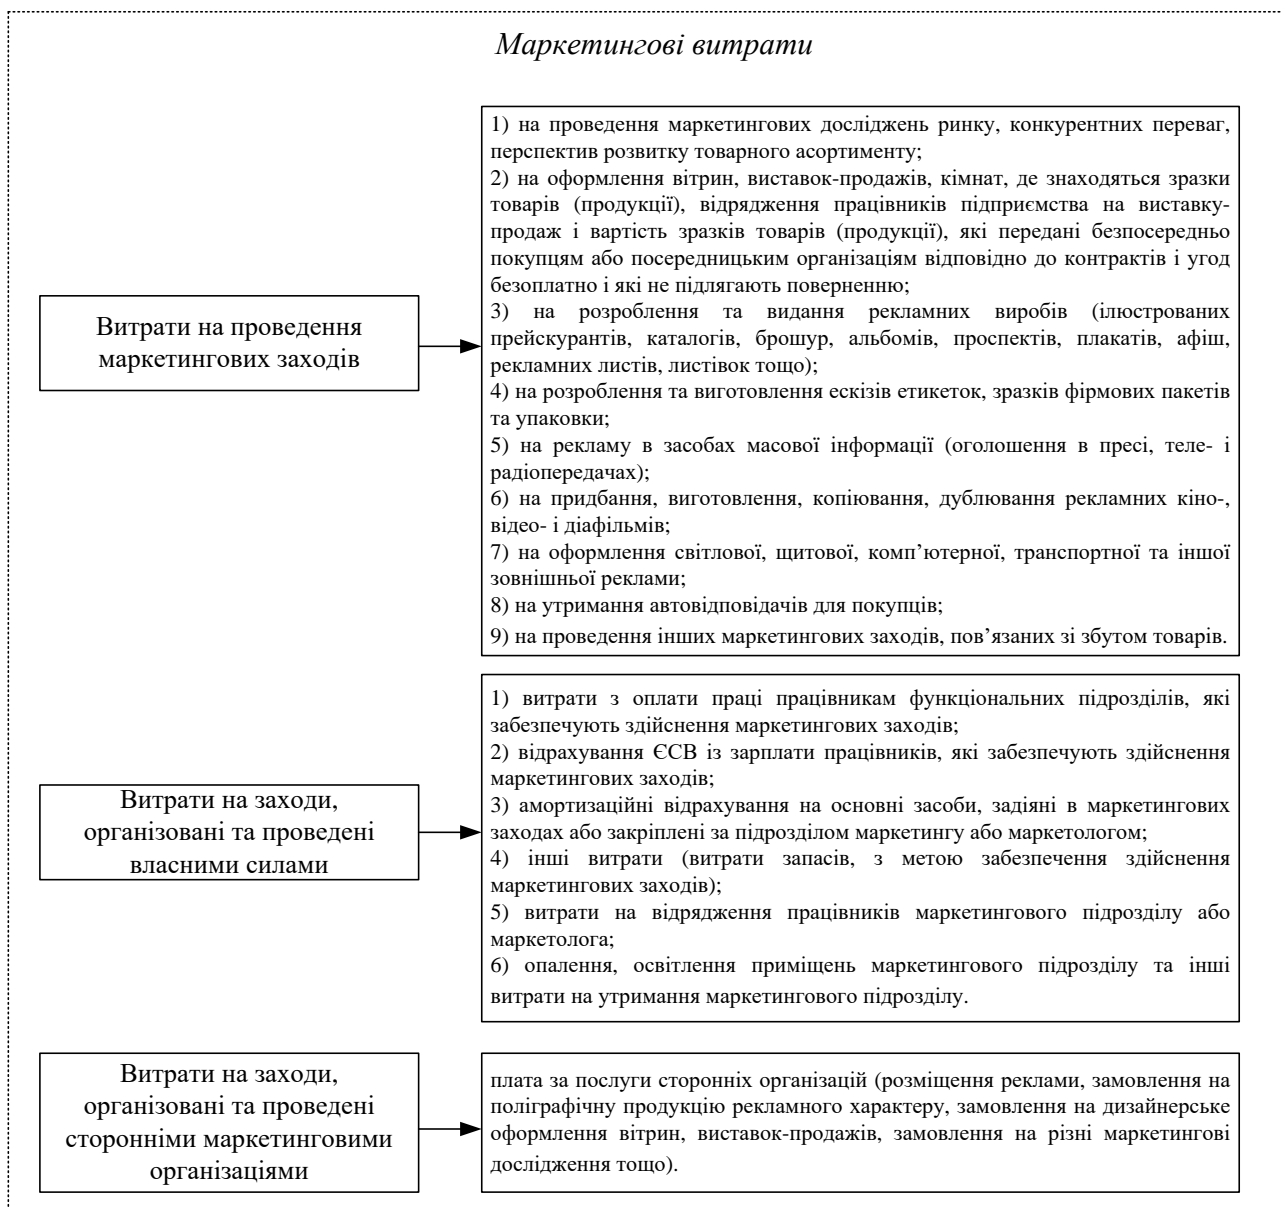 Маркетингові витрати
Витрати на проведення
маркетингових заходів
1) на проведення маркетингових досліджень ринку, конкурентних переваг,
перспектив розвитку товарного асортименту;
2) на оформлення вітрин, виставок-продажів, кімнат, де знаходяться зразки
товарів (продукції), відрядження працівників підприємства на виставку-
продаж і вартість зразків товарів (продукції), які передані безпосередньо
покупцям або посередницьким організаціям відповідно до контрактів і угод
безоплатно і які не підлягають поверненню;
3) на розроблення та видання рекламних виробів (ілюстрованих
прейскурантів, каталогів, брошур, альбомів, проспектів, плакатів, афіш,
рекламних листів, листівок тощо);
4) на розроблення та виготовлення ескізів етикеток, зразків фірмових пакетів
та упаковки;
5) на рекламу в засобах масової інформації (оголошення в пресі, теле- і
радіопередачах);
6) на придбання, виготовлення, копіювання, дублювання рекламних кіно-,
відео- і діафільмів;
7) на оформлення світлової, щитової, комп’ютерної, транспортної та іншої
зовнішньої реклами;
8) на утримання автовідповідачів для покупців;
9) на проведення інших маркетингових заходів, пов’язаних зі збутом товарів.
Витрати на заходи,
організовані та проведені
власними силами
1) витрати з оплати праці працівникам функціональних підрозділів, які
забезпечують здійснення маркетингових заходів;
2) відрахування ЄСВ із зарплати працівників, які забезпечують здійснення
маркетингових заходів;
3) амортизаційні відрахування на основні засоби, задіяні в маркетингових
заходах або закріплені за підрозділом маркетингу або маркетологом;
4) інші витрати (витрати запасів, з метою забезпечення здійснення
маркетингових заходів);
5) витрати на відрядження працівників маркетингового підрозділу або
маркетолога;
6) опалення, освітлення приміщень маркетингового підрозділу та інші
витрати на утримання маркетингового підрозділу.
Витрати на заходи,
організовані та проведені
сторонніми маркетинговими
організаціями
плата за послуги сторонніх організацій (розміщення реклами, замовлення на
поліграфічну продукцію рекламного характеру, замовлення на дизайнерське
оформлення вітрин, виставок-продажів, замовлення на різні маркетингові
дослідження тощо).